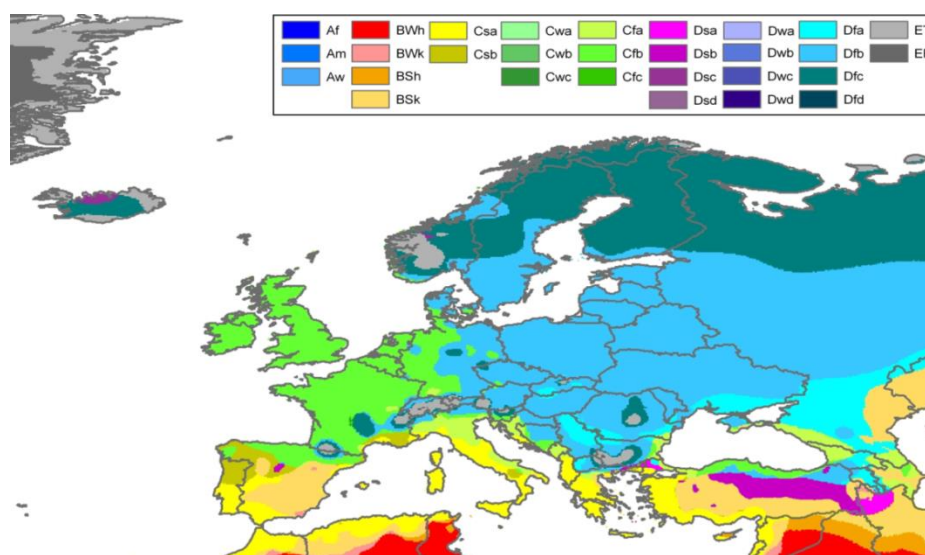 Af BWh Csa Cwa Cfa Dsa Dwa Dfa ET
Am BWk Csb Cwb Cfb Dsb Dwb Dfb
Aw BSh Cwc Cfc Dsc Dwc Dfc
BSk Dsd Dwd Dfd